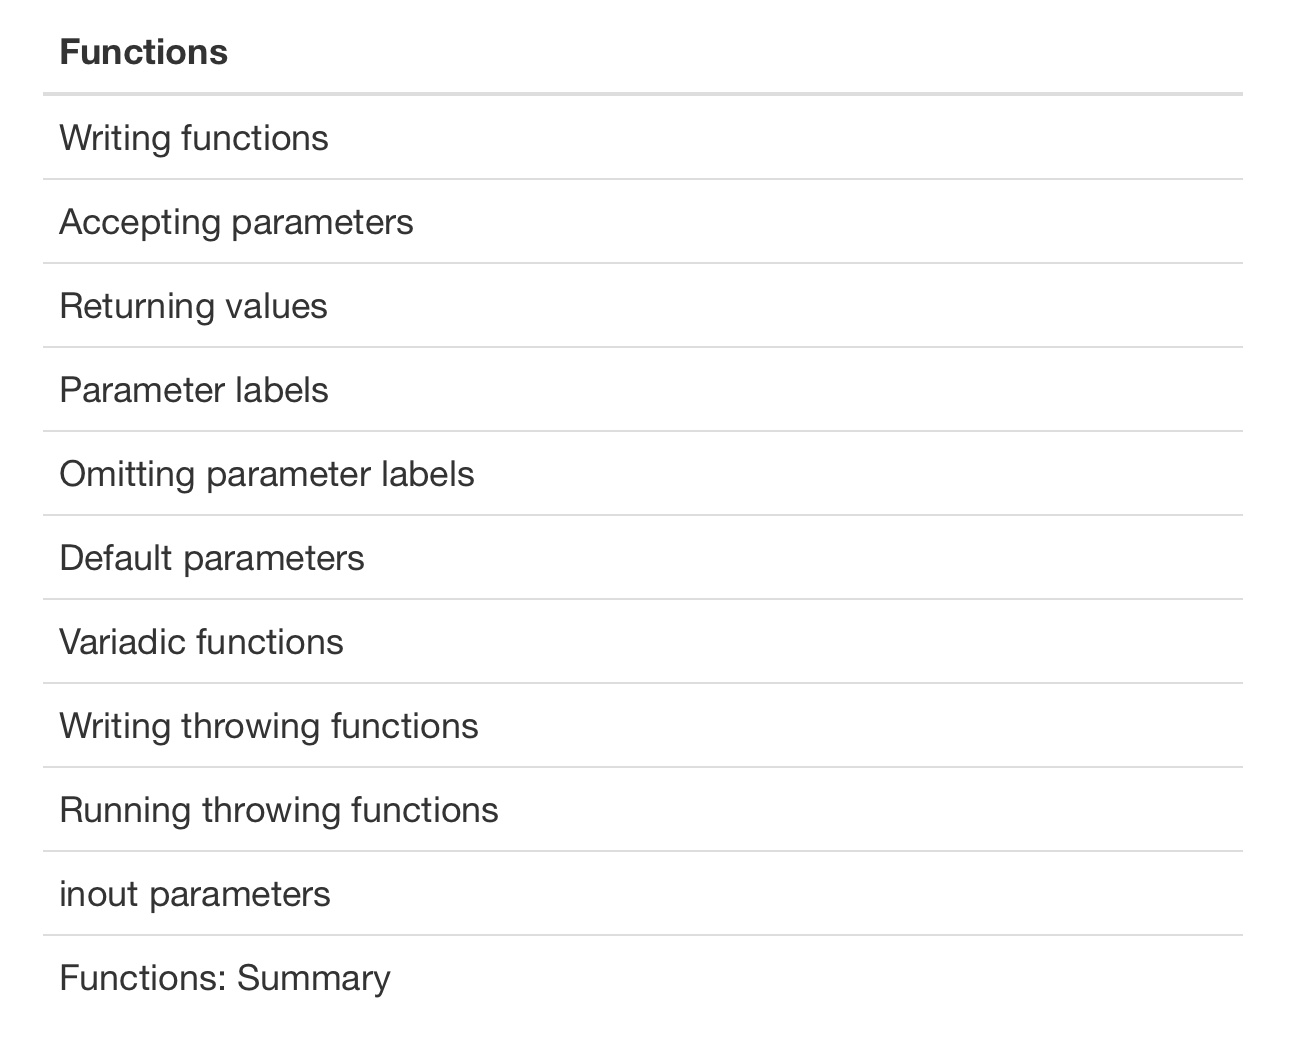 Functions
Writing functions
Accepting parameters
Returning values
Parameter labels
Omitting parameter labels
Default parameters
Variadic functions
Writing throwing functions
Running throwing functions
inout parameters
Functions: Summary